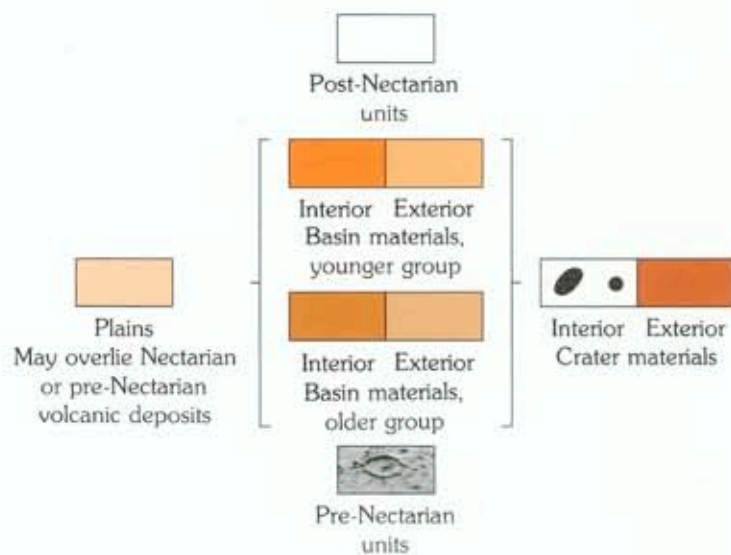 Post-Nectarian
units
Interior Exterior
Basin materials,
younger group
Plains
May overlie Nectarian
or pre-Nectarian
volcanic deposits
Interior Exterior
Basin materials,
older group
Interior Exterior
Crater materials
Pre-Nectarian
units